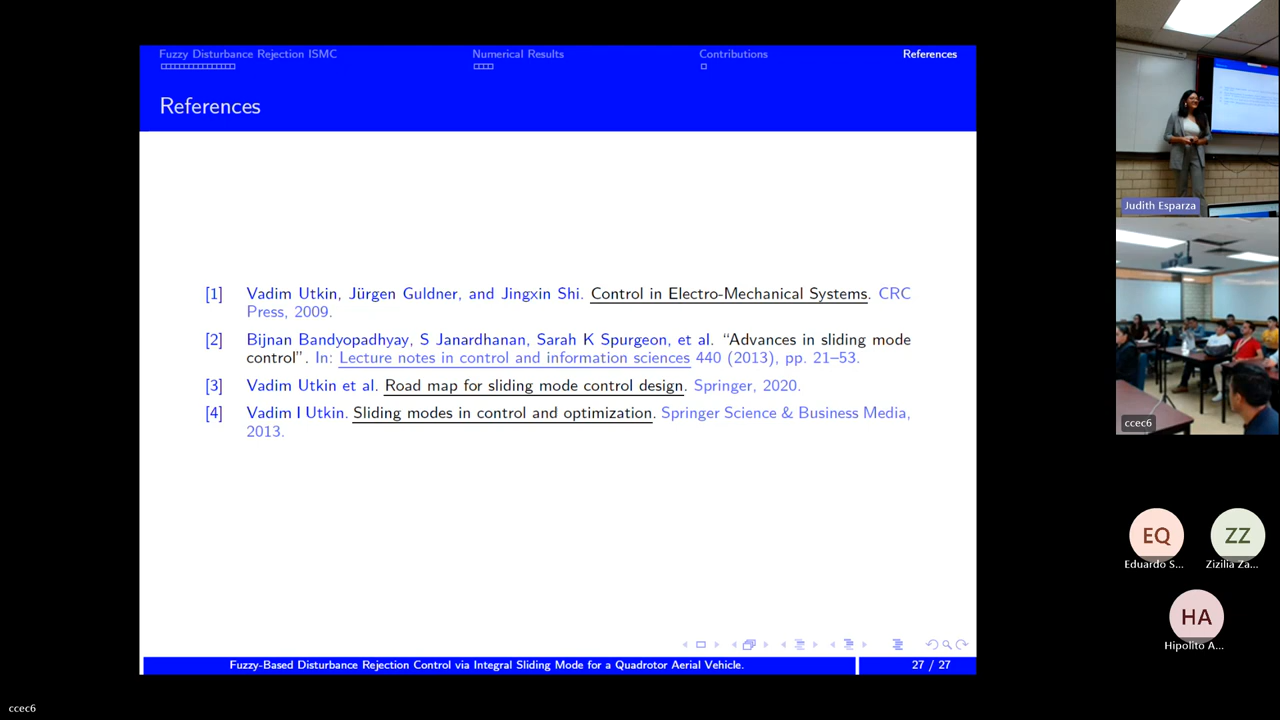 Fuzzy Disturbance Rejection ISMC
Numerical Results
Contributions
References
References
[1] Vadim Utkin, Jürgen Guldner, and Jingxin Shi. Control in Electro-Mechanical Systems. CRC
Press, 2009.
[2] Bijnan Bandyopadhyay, S Janardhanan, Sarah K Spurgeon, et al. “Advances in sliding mode
control”. In: Lecture notes in control and information sciences 440 (2013), pp. 21–53.
[3] Vadim Utkin et al. Road map for sliding mode control design. Springer, 2020.
[4] Vadim I Utkin. Sliding modes in control and optimization. Springer Science & Business Media,
2013.
Fuzzy-Based Disturbance Rejection Control via Integral Sliding Mode for a Quadrotor Aerial Vehicle.
27 / 27
Judith Esparza
ccec6
EQ
Eduardo S...
ZZ
Zizilia Za...
HA
Hipolito A...
ccec6